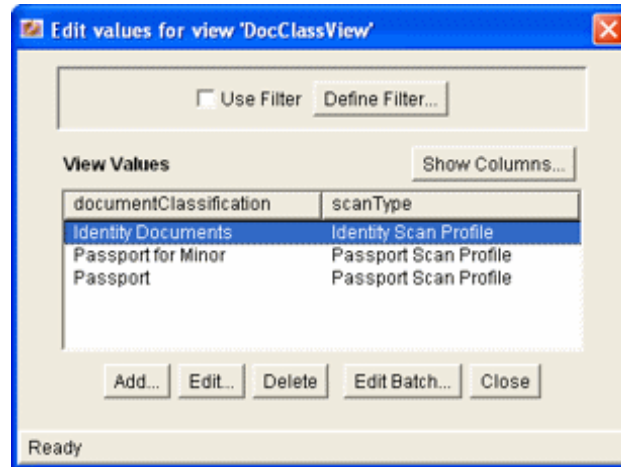 Edit values for view 'DocClassView'
Use Filter Define Filter...
View Values Show Columns...
documentClassification scanType
Identity Documents Identity Scan Profile
Passport for Minor Passport Scan Profile
Passport Passport Scan Profile
Add... Edit... Delete Edit Batch... Close
Ready